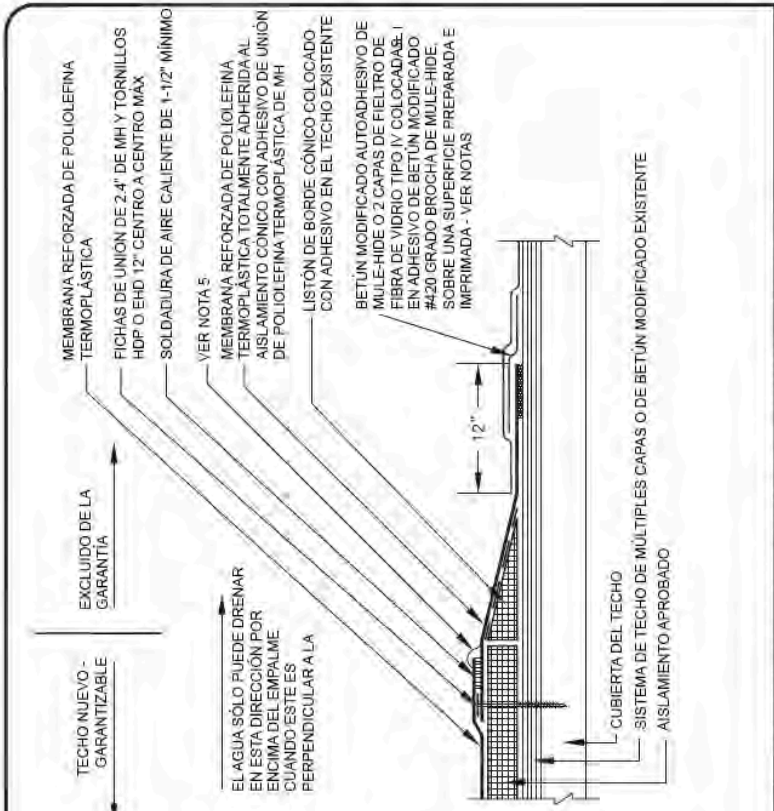 TECHO NUEVO -
GARANTIZABLE
EXCLUIDO DE LA
GARANTÍA
EL AGUA SÓLO PUEDE DRENAR
EN ESTA DIRECCIÓN POR
ENCIMA DEL EMPALME
CUANDO ESTE ES
PERPENDICULAR A LA
MEMBRANA REFORZADA DE POLIOLEFINA
TERMOPLÁSTICA
FICHAS DE UNIÓN DE 2.4" DE MH Y TORNILLOS
HDP O EHD 12" CENTRO A CENTRO MÁX
SOLDADURA DE AIRE CALIENTE DE 1-1/2" MÍNIMO
VER NOTA 5
MEMBRANA REFORZADA DE POLIOLEFINA
TERMOPLÁSTICA TOTALMENTE ADHERIDA AL
AISLAMIENTO CÓNICO CON ADHESIVO DE UNIÓN
DE POLIOLEFINA TERMOPLÁSTICA DE MH
LISTÓN DE BORDE CÓNICO COLOCADO
CON ADHESIVO EN EL TECHO EXISTENTE
BETÚN MODIFICADO AUTOADHESIVO DE
MULE-HIDE O 2 CAPAS DE FIELTRO DE
FIBRA DE VIDRIO TIPO IV COLOCADAS
EN ADHESIVO DE BETÚN MODIFICADO
#420 GRADO BROCHA DE MULE-HIDE,
SOBRE UNA SUPERFICIE PREPARADA E
IMPRIMADA - VER NOTAS
12"
CUBIERTA DEL TECHO
SISTEMA DE TECHO DE MÚLTIPLES CAPAS O DE BETÚN MODIFICADO EXISTENTE
AISLAMIENTO APROBADO